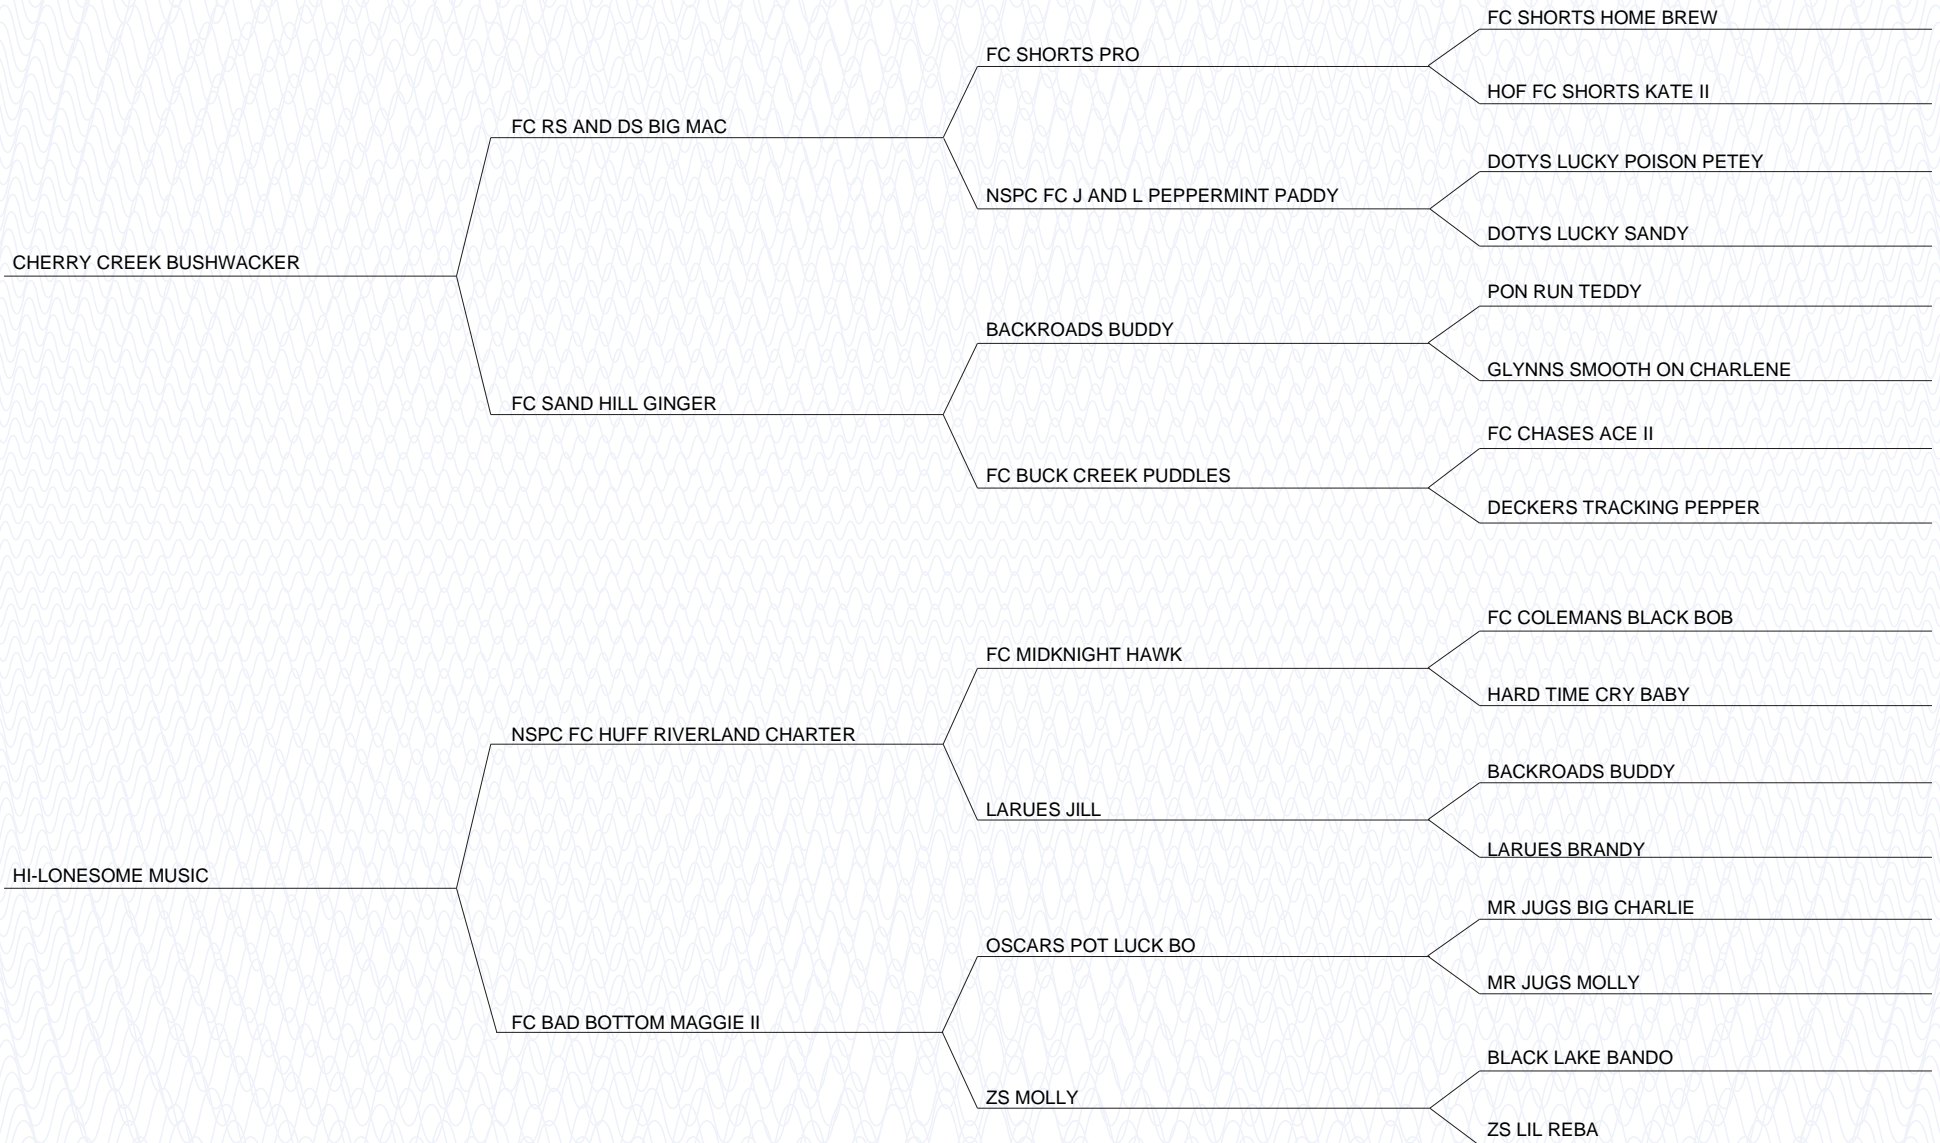 FC SHORTS HOME BREW
FC SHORTS PRO
HOF FC SHORTS KATE II
FC RS AND DS BIG MAC
DOTYS LUCKY POISON PETEY
NSPC FC J AND L PEPPERMINT PADDY
DOTYS LUCKY SANDY
CHERRY CREEK BUSHWACKER
PON RUN TEDDY
BACKROADS BUDDY
GLYNNS SMOOTH ON CHARLENE
FC SAND HILL GINGER
FC CHASES ACE II
FC BUCK CREEK PUDDLES
DECKERS TRACKING PEPPER
FC COLEMANS BLACK BOB
FC MIDKNIGHT HAWK
HARD TIME CRY BABY
NSPC FC HUFF RIVERLAND CHARTER
BACKROADS BUDDY
LARUES JILL
LARUES BRANDY
HI-LONESOME MUSIC
MR JUGS BIG CHARLIE
OSCARS POT LUCK BO
MR JUGS MOLLY
FC BAD BOTTOM MAGGIE II
BLACK LAKE BANDO
ZS MOLLY
ZS LIL REBA